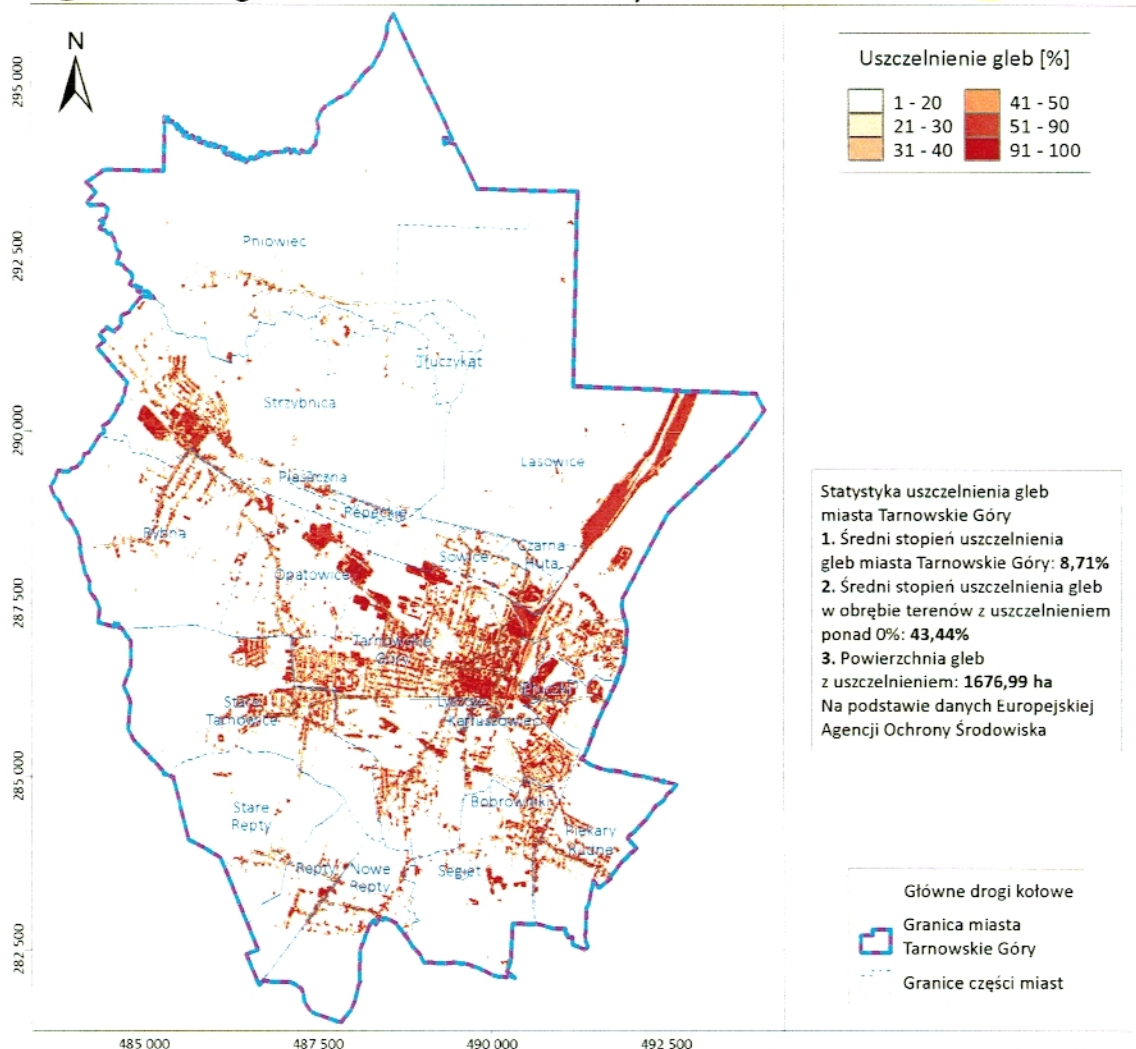 N
Uszczelnienie gleb [%]
1 - 20
21 - 30
31 - 40
41 - 50
51 - 90
91 - 100
295 000
292 500
290 000
287 500
285 000
282 500
Pniowiec
Tłuczykąt
Strzybnica
Lasowice
Piaseczna
Repeckie
Rybna
Sowice
Czarna
Huta
Opatowice
Tarnowskie
Góry
Stare
Tarnowice
Kartuszowiec
Bobrowniki
Stare
Repty
Piekary
Rudne
Repty
Nowe
Repty
Segiet
Statystyka uszczelnienia gleb
miasta Tarnowskie Góry
1. Średni stopień uszczelnienia
gleb miasta Tarnowskie Góry: 8,71%
2. Średni stopień uszczelnienia gleb
w obrębie terenów z uszczelnieniem
ponad 0%: 43,44%
3. Powierzchnia gleb
z uszczelnieniem: 1676,99 ha
Na podstawie danych Europejskiej
Agencji Ochrony Środowiska
Główne drogi kołowe
Granica miasta
Tarnowskie Góry
Granice części miast
485 000
487 500
490 000
492 500